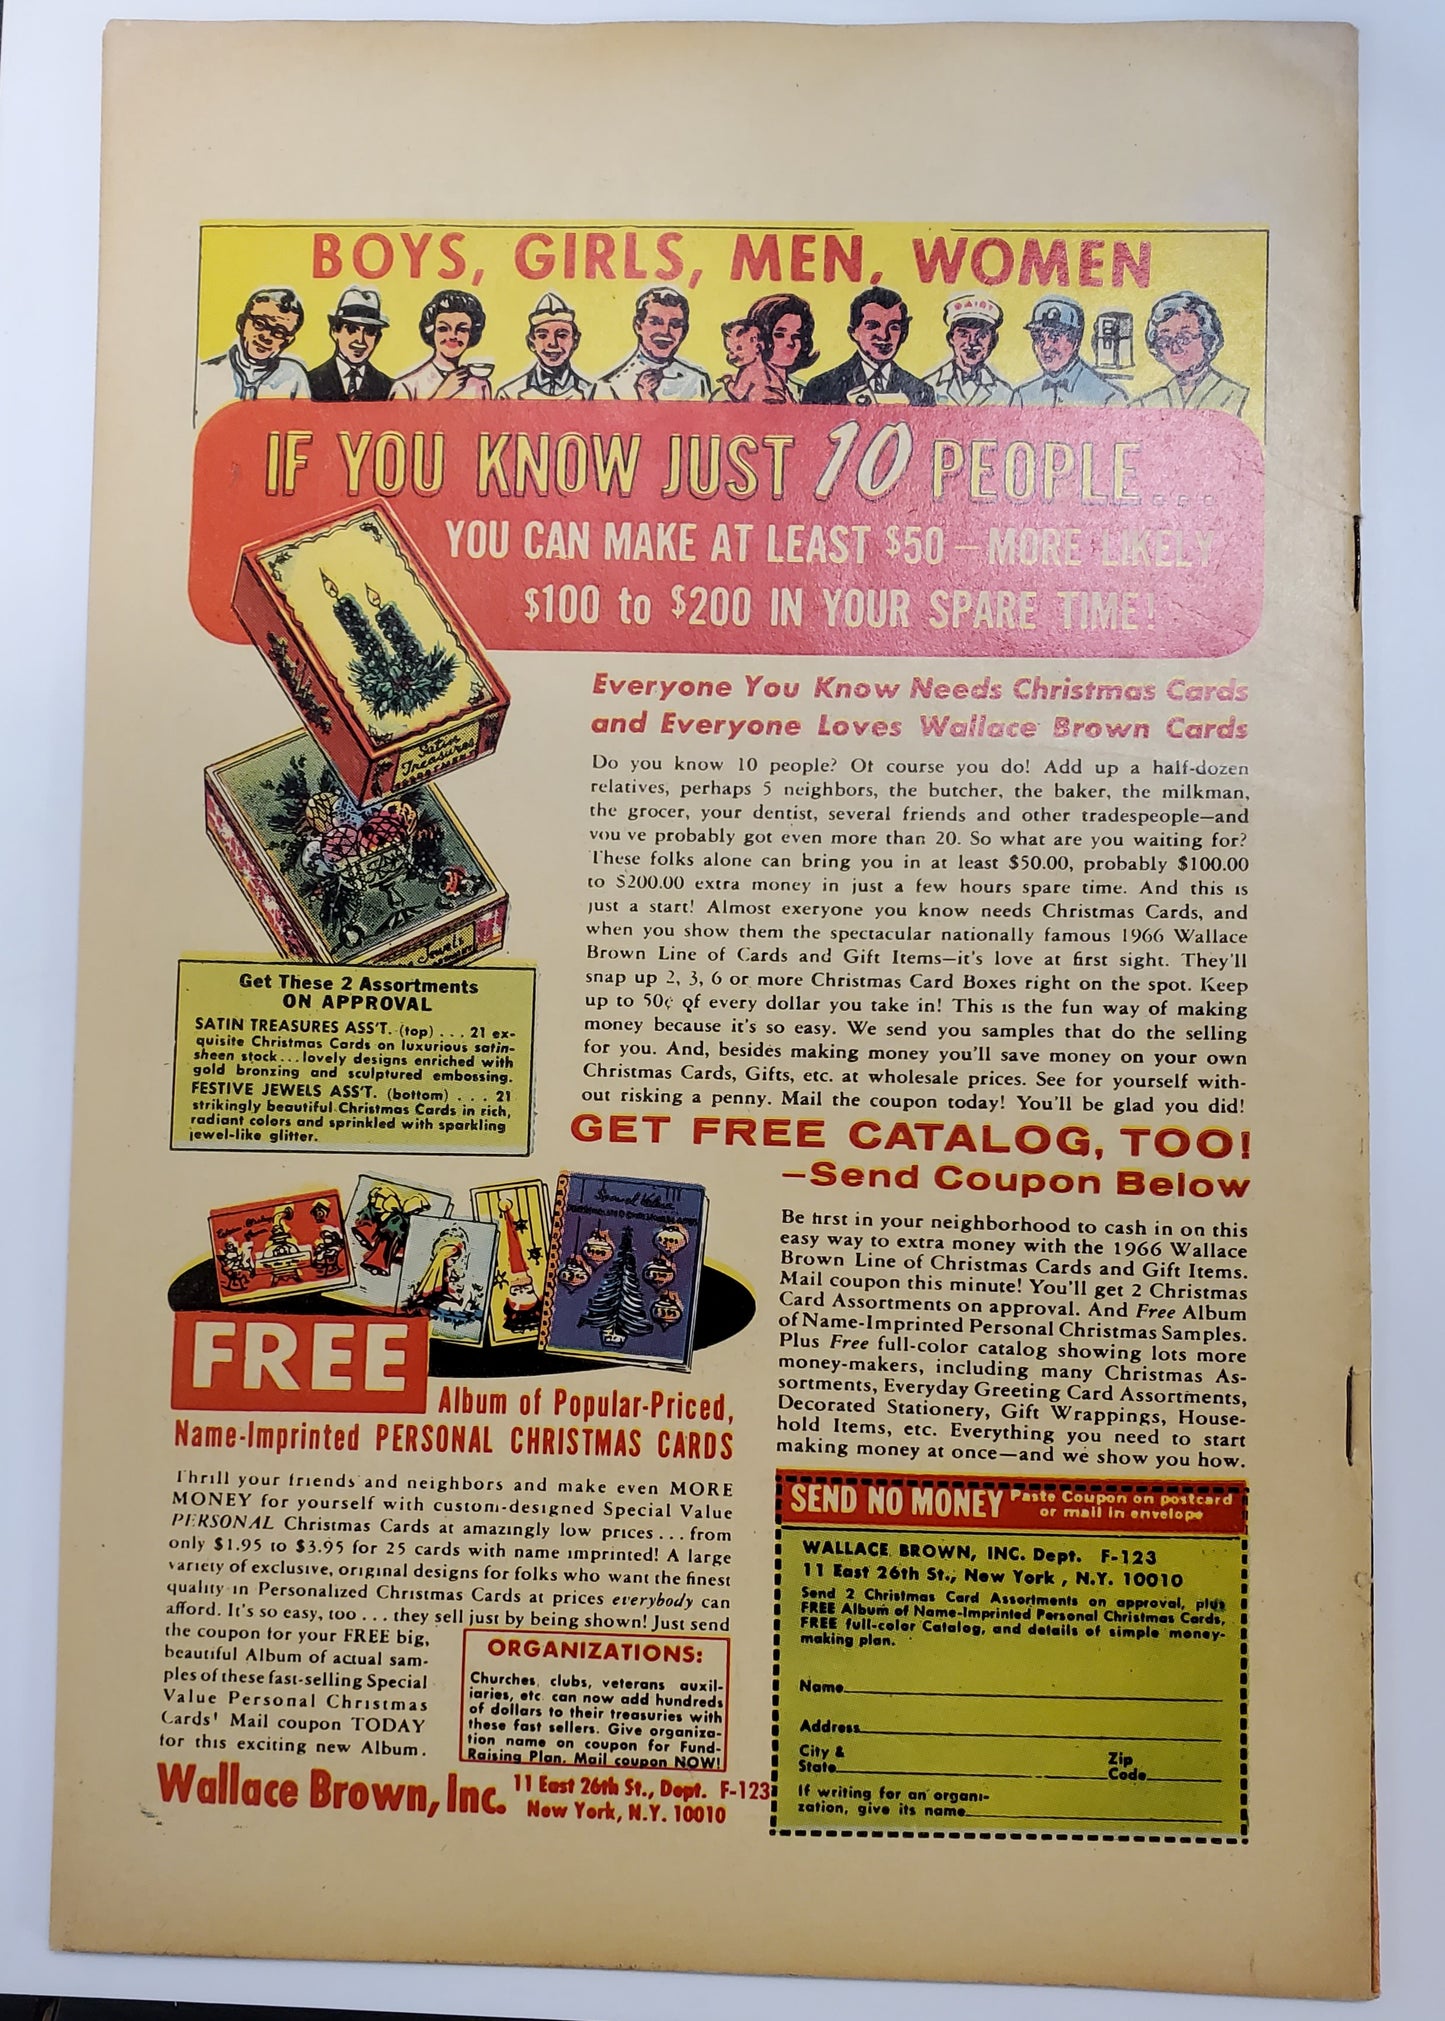 BOYS, GIRLS, MEN, WOMEN
DAIRY
IF YOU KNOW JUST 10 PEOPLE...
YOU CAN MAKE AT LEAST $50 – MORE LIKELY
$100 to $200 IN YOUR SPARE TIME!
Satin
Treasures
ASSORTMENT
Jewels
Everyone You Know Needs Christmas Cards
and Everyone Loves Wallace Brown Cards
Do you know 10 people? Of course you do! Add up a half-dozen
relatives, perhaps 5 neighbors, the butcher, the baker, the milkman,
the grocer, your dentist, several friends and other tradespeople—and
you've probably got even more than 20. So what are you waiting for?
These folks alone can bring you in at least $50.00, probably $100.00
to $200.00 extra money in just a few hours spare time. And this is
just a start! Almost exeryone you know needs Christmas Cards, and
when you show them the spectacular nationally famous 1966 Wallace
Brown Line of Cards and Gift Items—it's love at first sight. They'll
snap up 2, 3, 6 or more Christmas Card Boxes right on the spot. Keep
up to 50¢ of every dollar you take in! This is the fun way of making
money because it's so easy. We send you samples that do the selling
for you. And, besides making money you'll save money on your own
Christmas Cards, Gifts, etc. at wholesale prices. See for yourself with-
out risking a penny. Mail the coupon today! You'll be glad you did!
GET FREE CATALOG, TOO!
—Send Coupon Below
Get These 2 Assortments
ON APPROVAL
SATIN TREASURES ASS'T. (top) . . . 21 ex-
quisite Christmas Cards on luxurious satin-
sheen stock...lovely designs enriched with
gold bronzing and sculptured embossing.
FESTIVE JEWELS ASS'T. (bottom) . . . 21
strikingly beautiful Christmas Cards in rich,
radiant colors and sprinkled with sparkling
jewel-like glitter.
Special Value
FREE
Album of Popular-Priced,
Name-Imprinted PERSONAL CHRISTMAS CARDS
Thrill your friends and neighbors and make even MORE
MONEY for yourself with custom-designed Special Value
PERSONAL Christmas Cards at amazingly low prices...from
only $1.95 to $3.95 for 25 cards with name imprinted! A large
variety of exclusive, original designs for folks who want the finest
quality in Personalized Christmas Cards at prices everybody can
afford. It's so easy, too . . . they sell just by being shown! Just send
the coupon for your FREE big,
beautiful Album of actual sam-
ples of these fast-selling Special
Value Personal Christmas
Cards! Mail coupon TODAY
for this exciting new Album.
ORGANIZATIONS:
Churches, clubs, veterans auxil-
iaries, etc. can now add hundreds
of dollars to their treasuries with
these fast sellers. Give organiza-
tion name on coupon for Fund-
Raising Plan. Mail coupon NOW!
Wallace Brown, Inc. 11 East 26th St., Dept. F-123
New York, N.Y. 10010
Be first in your neighborhood to cash in on this
easy way to extra money with the 1966 Wallace
Brown Line of Christmas Cards and Gift Items.
Mail coupon this minute! You'll get 2 Christmas
Card Assortments on approval. And Free Album
of Name-Imprinted Personal Christmas Samples.
Plus Free full-color catalog showing lots more
money-makers, including many Christmas As-
sortments, Everyday Greeting Card Assortments,
Decorated Stationery, Gift Wrappings, House-
hold Items, etc. Everything you need to start
making money at once—and we show you how.
SEND NO MONEY Paste Coupon on postcard
or mail in envelope
WALLACE BROWN, INC. Dept. F-123
11 East 26th St., New York , N.Y. 10010
Send 2 Christmas Card Assortments on approval, plus
FREE Album of Name-Imprinted Personal Christmas Cards,
FREE full-color Catalog, and details of simple money-
making plan.
Name
Address
City &
State
Zip
Code
If writing for an organi-
zation, give its name